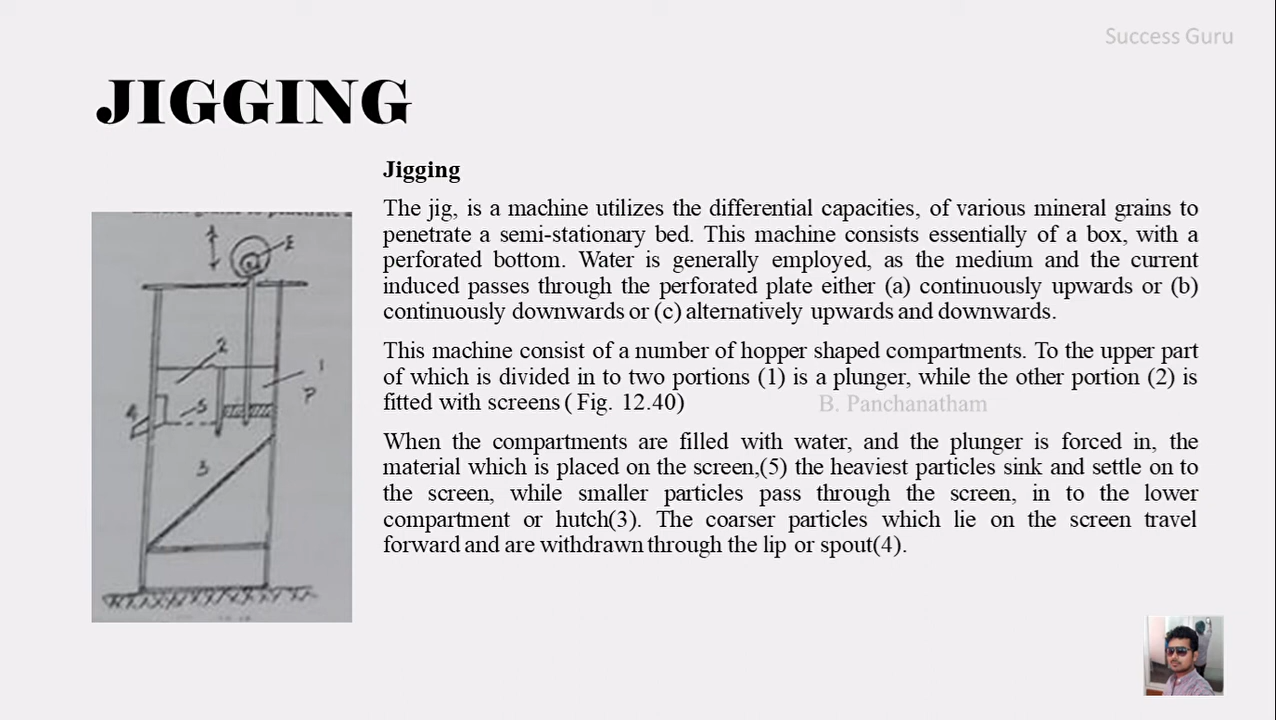 Success Guru
JIGGING
Jigging
The jig, is a machine utilizes the differential capacities, of various mineral grains to
penetrate a semi-stationary bed. This machine consists essentially of a box, with a
perforated bottom. Water is generally employed, as the medium and the current
induced passes through the perforated plate either (a) continuously upwards or (b)
continuously downwards or (c) alternatively upwards and downwards.
This machine consist of a number of hopper shaped compartments. To the upper part
of which is divided in to two portions (1) is a plunger, while the other portion (2) is
fitted with screens ( Fig. 12.40)
B. Panchanatham
When the compartments are filled with water, and the plunger is forced in, the
material which is placed on the screen,(5) the heaviest particles sink and settle on to
the screen, while smaller particles pass through the screen, in to the lower
compartment or hutch(3). The coarser particles which lie on the screen travel
forward and are withdrawn through the lip or spout(4).
E
2
1
P
4
5
3